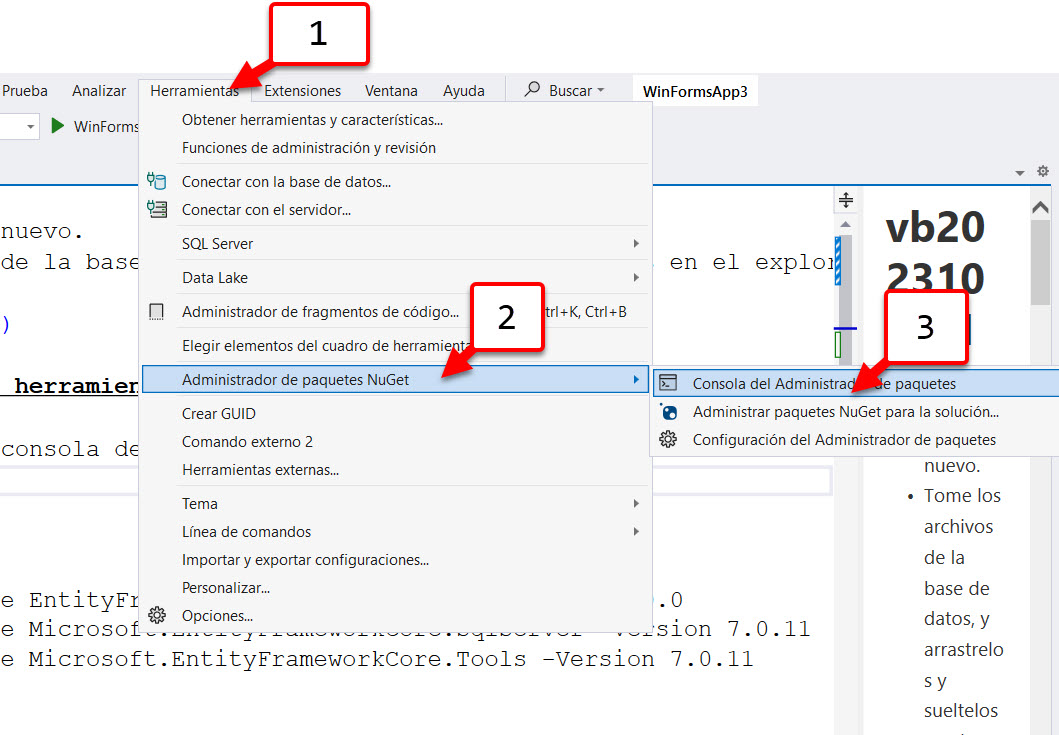 1
Prueba Analizar Herramientas Extensiones Ventana Ayuda Buscar WinFormsApp3
WinForms
Obtener herramientas y características...
Funciones de administración y revisión
Conectar con la base de datos...
Conectar con el servidor...
SQL Server
Data Lake
Administrador de fragmentos de código... trl+K, Ctrl+B
Elegir elementos del cuadro de herramienta
Administrador de paquetes NuGet
Crear GUID
Comando externo 2
Herramientas externas...
Tema
Línea de comandos
Importar y exportar configuraciones...
Personalizar...
Opciones...
2
3
Consola del Administrador de paquetes
Administrar paquetes NuGet para la solución...
Configuración del Administrador de paquetes
nuevo.
de la base en el explor
)
herramien
consola de
e EntityFr .0
e Microsoft.EntityFrameworkCore.SqlServer -Version 7.0.11
e Microsoft.EntityFrameworkCore.Tools -Version 7.0.11
vb20
2310
nuevo.
• Tome los
archivos
de la
base de
datos, y
arrastrelo
s y
sueltelos